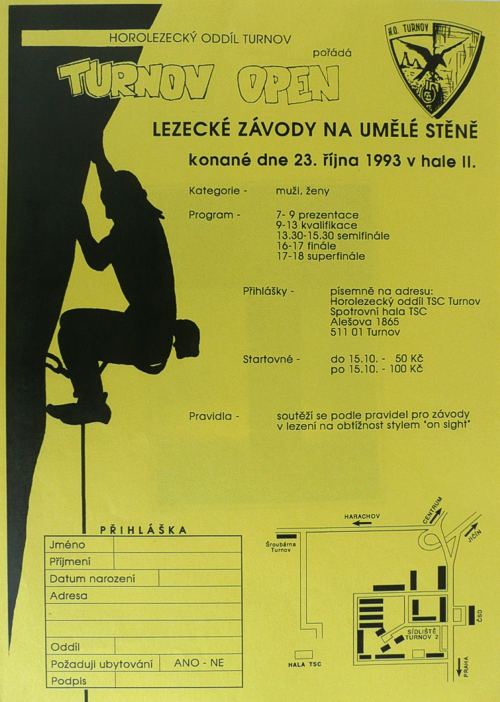 HOROLEZECKÝ ODDÍL TURNOV
pořádá
H.O. TURNOV
TURNOV OPEN
LEZECKÉ ZÁVODY NA UMĚLÉ STĚNĚ
konané dne 23. října 1993 v hale II.
Kategorie - muži, ženy
Program - 7- 9 prezentace
9-13 kvalifikace
13.30-15.30 semifinále
16-17 finále
17-18 superfinále
Přihlášky - písemně na adresu:
Horolezecký oddíl TSC Turnov
Spotrovní hala TSC
Alešova 1865
511 01 Turnov
Startovné - do 15.10. - 50 Kč
po 15.10. - 100 Kč
Pravidla - soutěží se podle pravidel pro závody
v lezení na obtížnost stylem "on sight"
PŘIHLÁŠKA
Jméno
Příjmení
Datum narození
Adresa
Oddíl
Požaduji ubytování ANO - NE
Podpis
HARACHOV
CENTRUM
JIČÍN
Šroubárna
Turnov
SÍDLIŠTĚ
TURNOV 2
ČSD
HALA TSC
PRAHA